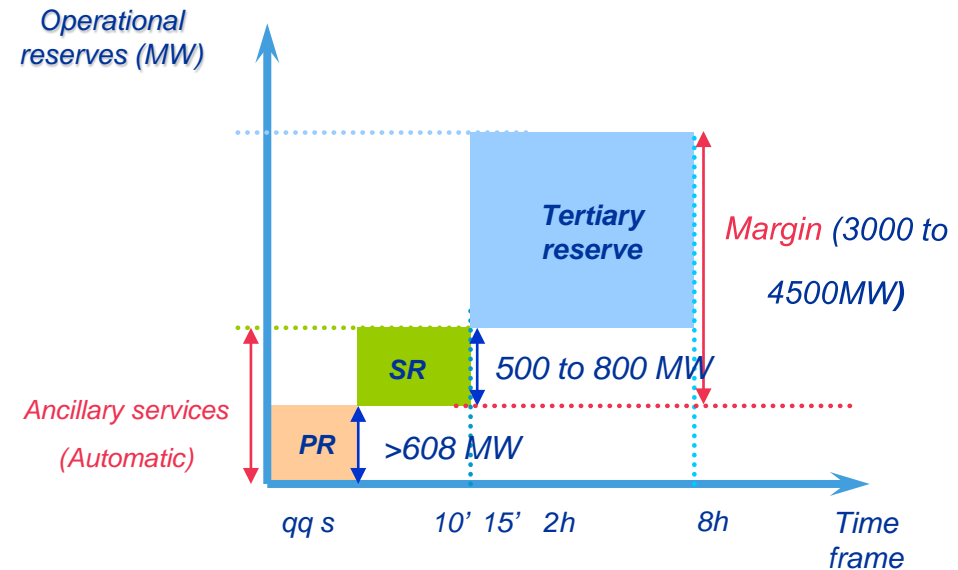 Operational
reserves (MW)
Tertiary
reserve
Margin (3000 to
4500MW)
SR
500 to 800 MW
Ancillary services
(Automatic)
PR
>608 MW
qq s
10’ 15’ 2h
8h
Time
frame